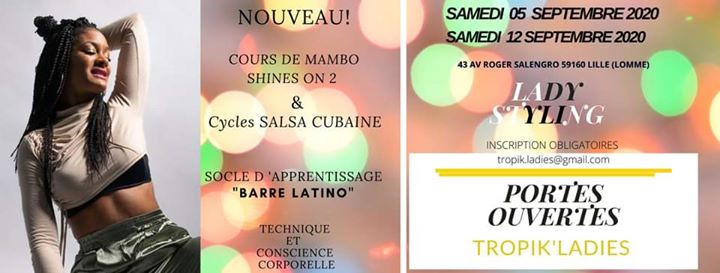 NOUVEAU!
COURS DE MAMBO
SHINES ON 2
&
Cycles SALSA CUBAINE
SOCLE D 'APPRENTISSAGE
"BARRE LATINO"
TECHNIQUE
ET
CONSCIENCE
CORPORELLE
SAMEDI 05 SEPTEMBRE 2020
SAMEDI 12 SEPTEMBRE 2020
43 AV ROGER SALENGRO 59160 LILLE (LOMME)
LADY
STYLING
INSCRIPTION OBLIGATOIRES
tropik.ladies@gmail.com
PORTES
OUVERTES
TROPIK'LADIES